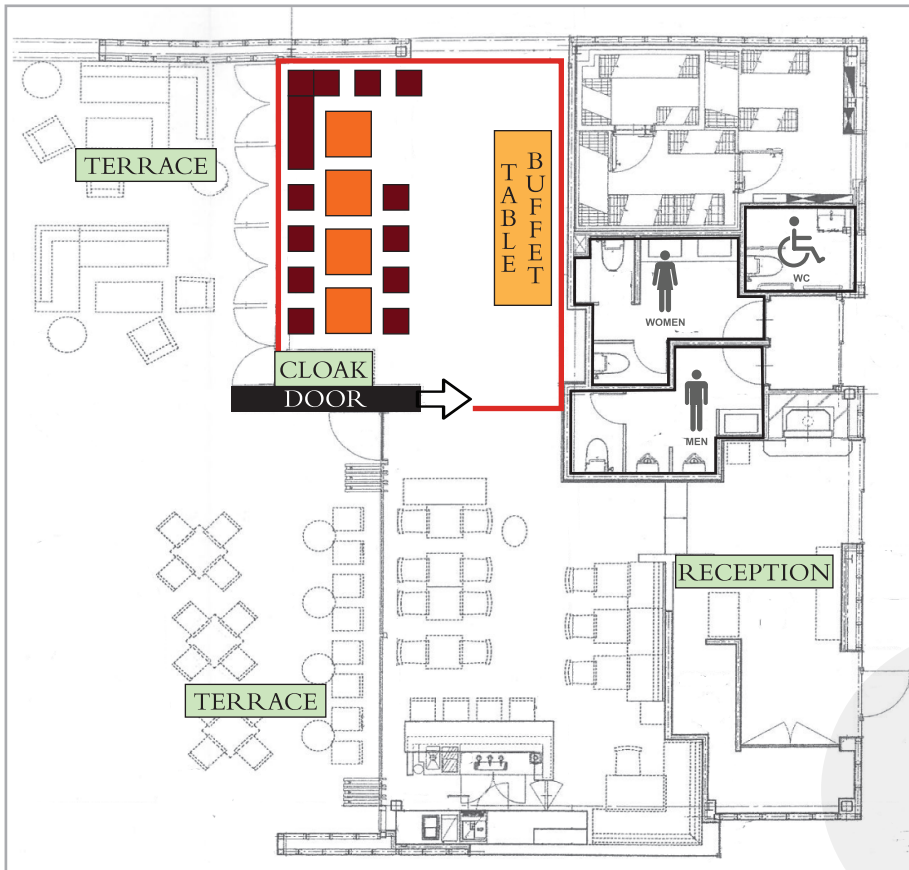 TERRACE
TABLE
BUFFET
WC
WOMEN
CLOAK
DOOR
MEN
RECEPTION
TERRACE